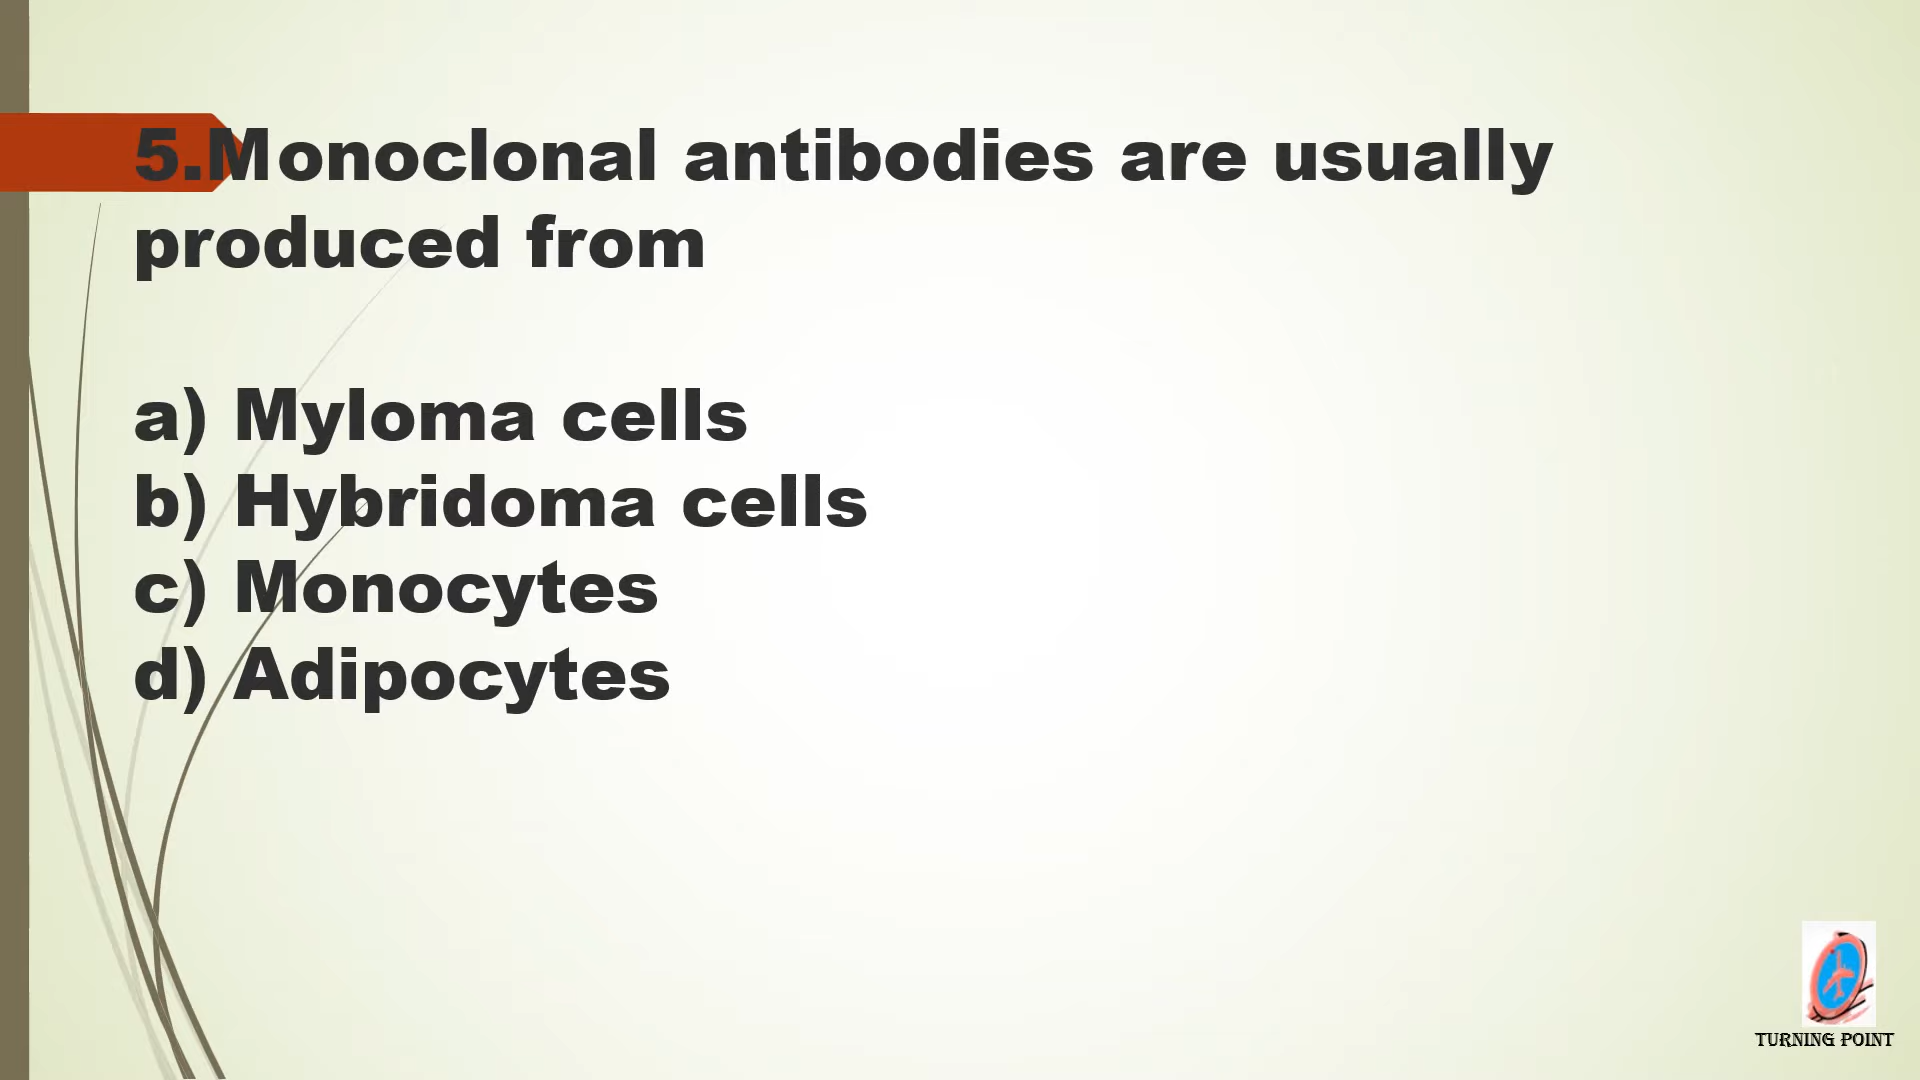 5.Monoclonal antibodies are usually
produced from
a) Myloma cells
b) Hybridoma cells
c) Monocytes
d) Adipocytes
TURNING POINT